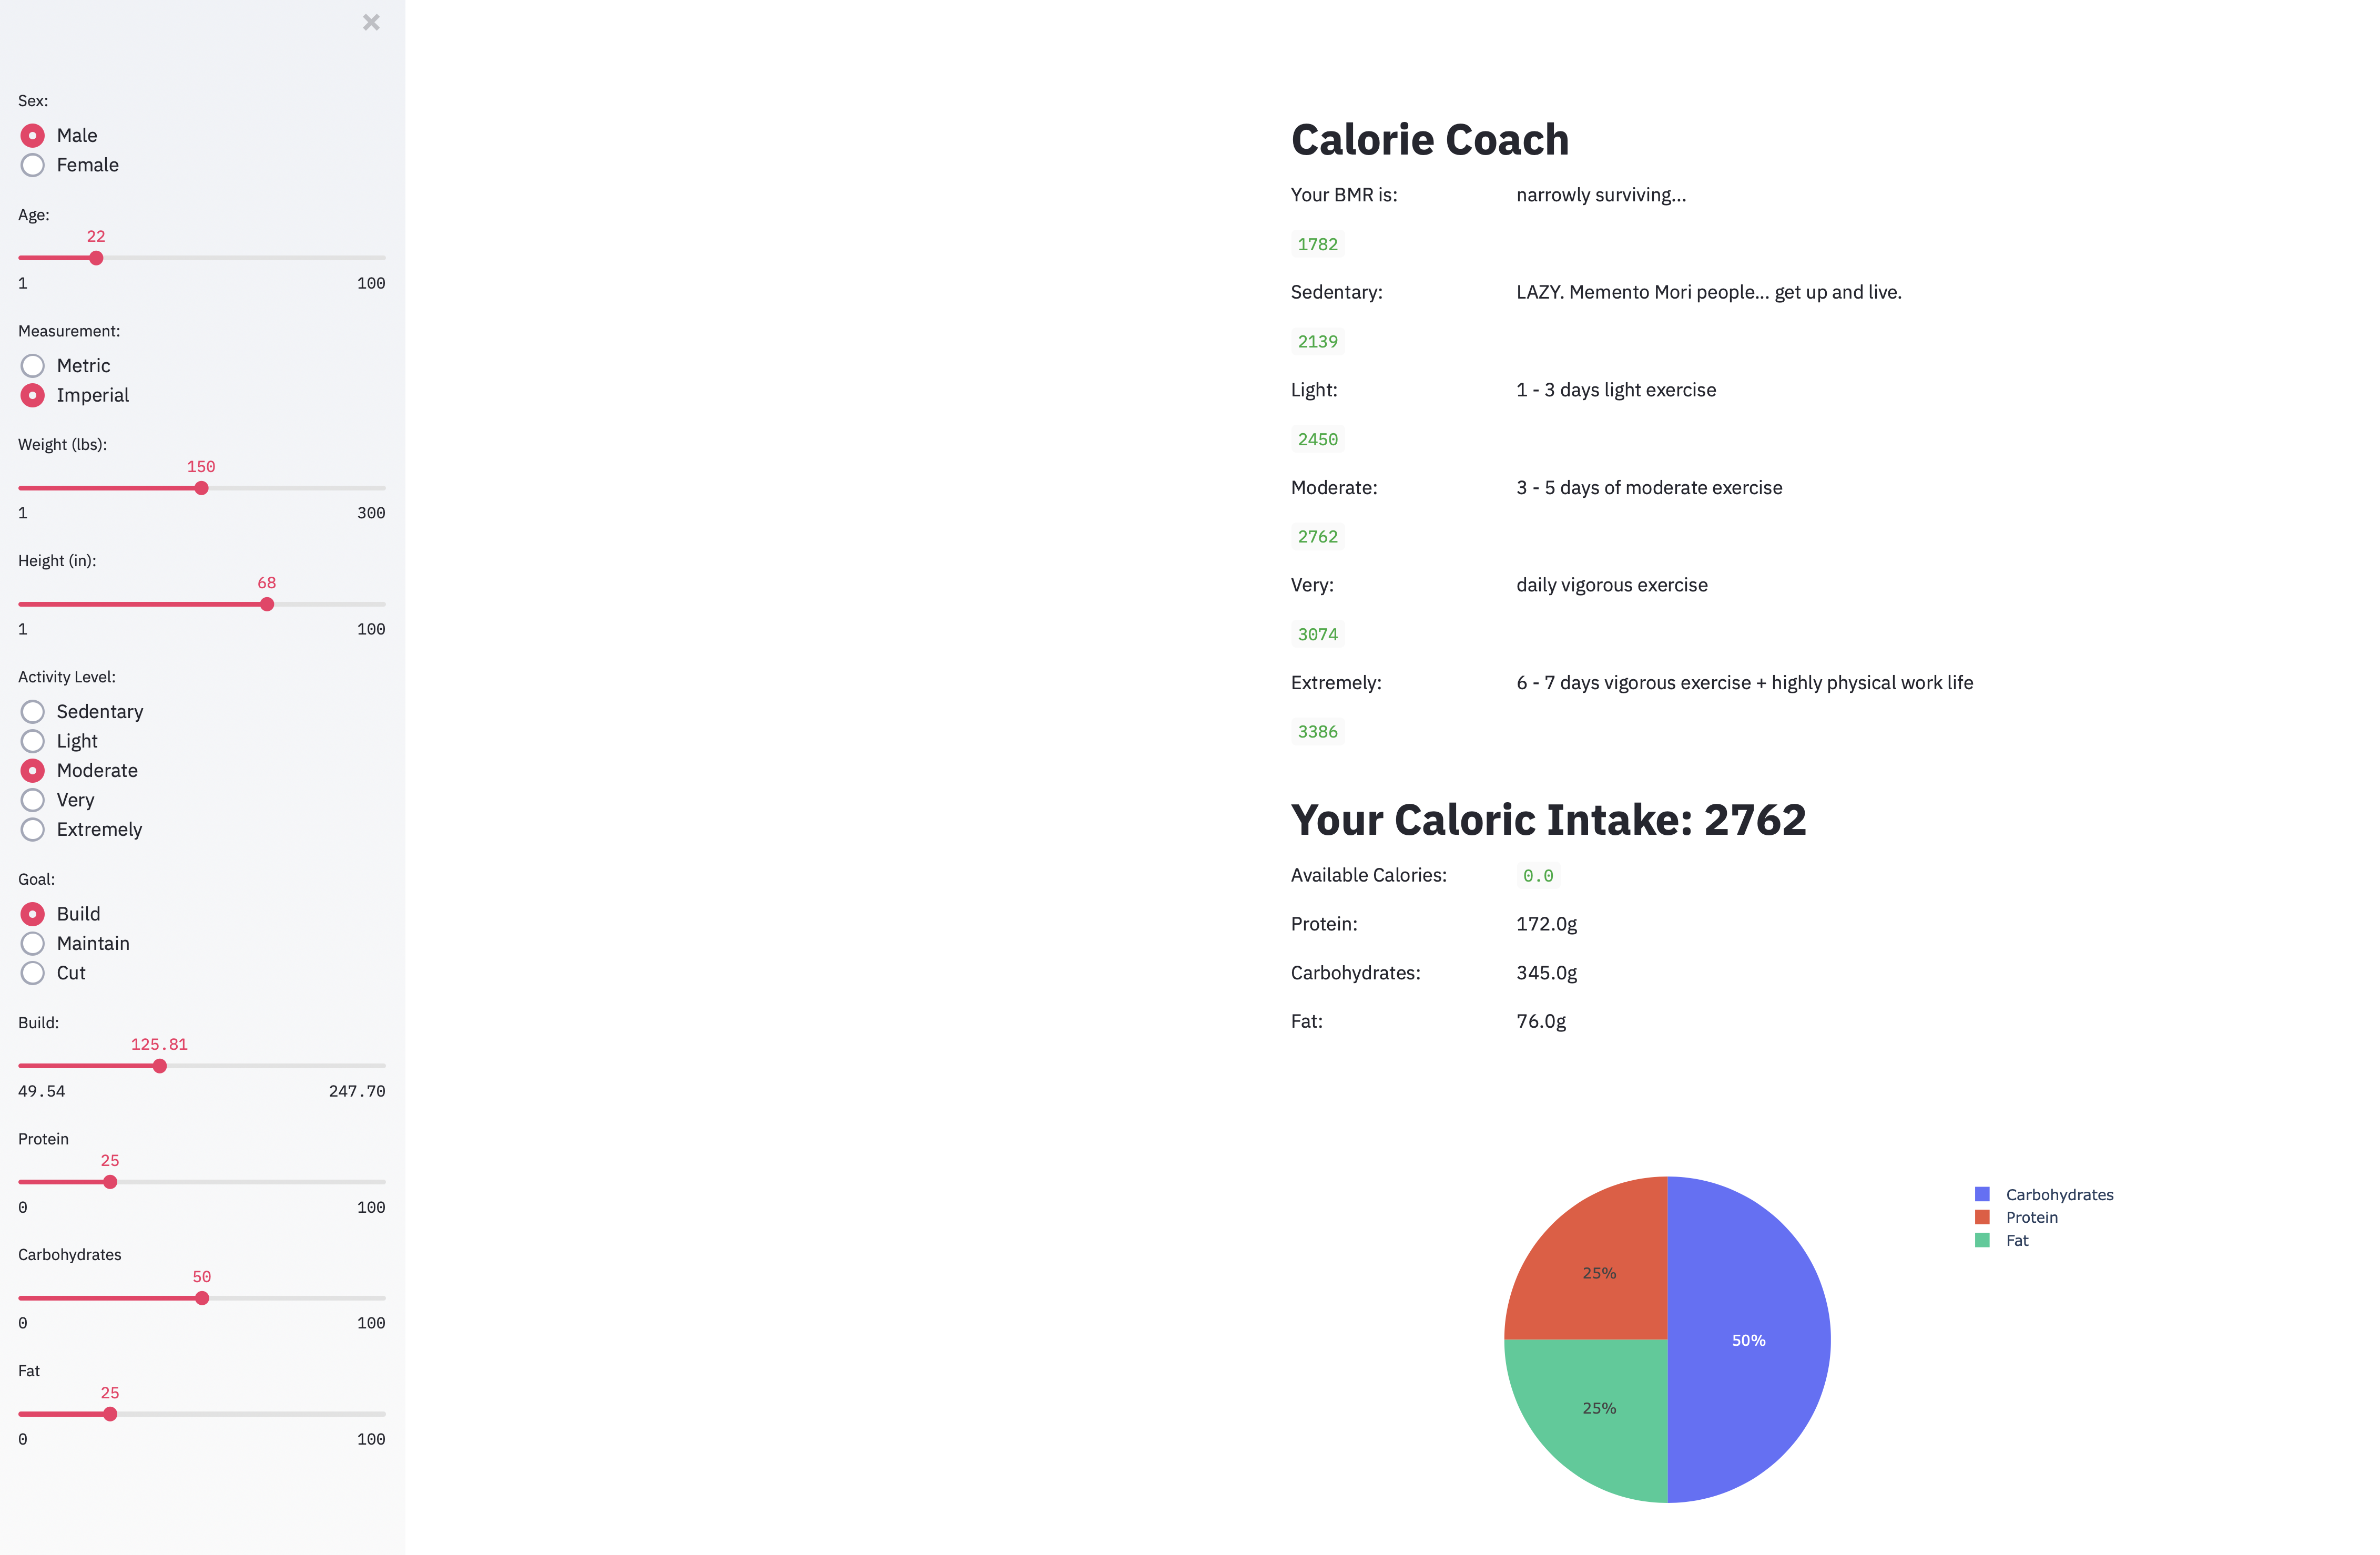 Sex:
Male
Female
Age:
22
1 100
Measurement:
Metric
Imperial
Weight (lbs):
150
1 300
Height (in):
68
1 100
Activity Level:
Sedentary
Light
Moderate
Very
Extremely
Goal:
Build
Maintain
Cut
Build:
125.81
49.54 247.70
Protein
25
0 100
Carbohydrates
50
0 100
Fat
25
0 100
Calorie Coach
Your BMR is: narrowly surviving...
1782
Sedentary: LAZY. Memento Mori people... get up and live.
2139
Light: 1 - 3 days light exercise
2450
Moderate: 3 - 5 days of moderate exercise
2762
Very: daily vigorous exercise
3074
Extremely: 6 - 7 days vigorous exercise + highly physical work life
3386
Your Caloric Intake: 2762
Available Calories: 0.0
Protein: 172.0g
Carbohydrates: 345.0g
Fat: 76.0g
Carbohydrates
Protein
Fat
25%
50%
25%